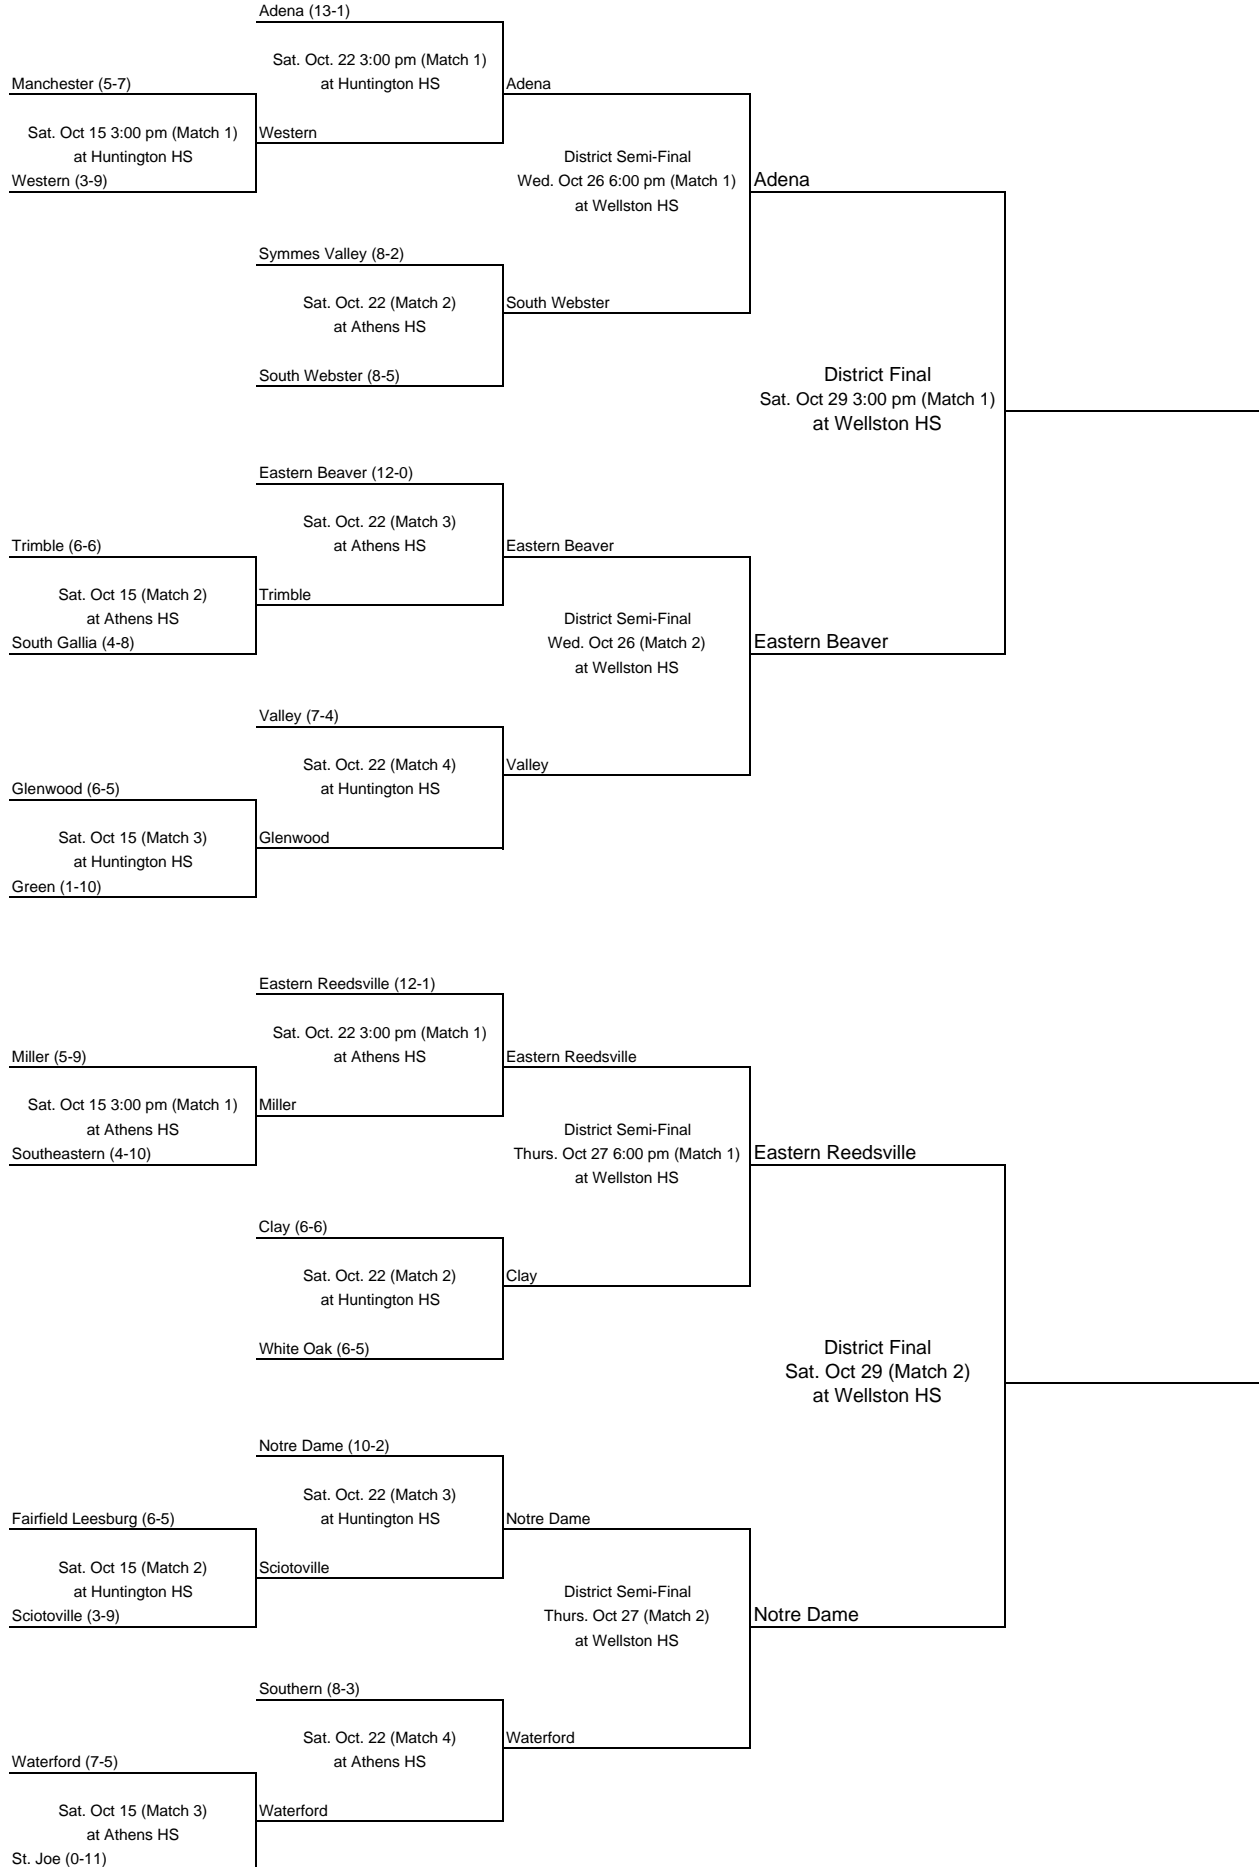 Adena (13-1)
Sat. Oct. 22 3:00 pm (Match 1)
at Huntington HS
Manchester (5-7)
Adena
Sat. Oct 15 3:00 pm (Match 1)
at Huntington HS
Western
Western (3-9)
District Semi-Final
Wed. Oct 26 6:00 pm (Match 1)
at Wellston HS
Adena
Symmes Valley (8-2)
Sat. Oct. 22 (Match 2)
at Athens HS
South Webster
South Webster (8-5)
District Final
Sat. Oct 29 3:00 pm (Match 1)
at Wellston HS
Eastern Beaver (12-0)
Sat. Oct. 22 (Match 3)
at Athens HS
Trimble (6-6)
Eastern Beaver
Sat. Oct 15 (Match 2)
at Athens HS
Trimble
South Gallia (4-8)
District Semi-Final
Wed. Oct 26 (Match 2)
at Wellston HS
Eastern Beaver
Valley (7-4)
Sat. Oct. 22 (Match 4)
at Huntington HS
Valley
Glenwood (6-5)
Sat. Oct 15 (Match 3)
at Huntington HS
Glenwood
Green (1-10)
Eastern Reedsville (12-1)
Sat. Oct. 22 3:00 pm (Match 1)
at Athens HS
Miller (5-9)
Eastern Reedsville
Sat. Oct 15 3:00 pm (Match 1)
at Athens HS
Miller
Southeastern (4-10)
District Semi-Final
Thurs. Oct 27 6:00 pm (Match 1)
at Wellston HS
Eastern Reedsville
Clay (6-6)
Sat. Oct. 22 (Match 2)
at Huntington HS
Clay
White Oak (6-5)
District Final
Sat. Oct 29 (Match 2)
at Wellston HS
Notre Dame (10-2)
Sat. Oct. 22 (Match 3)
at Huntington HS
Fairfield Leesburg (6-5)
Notre Dame
Sat. Oct 15 (Match 2)
at Huntington HS
Sciotoville
Sciotoville (3-9)
District Semi-Final
Thurs. Oct 27 (Match 2)
at Wellston HS
Notre Dame
Southern (8-3)
Sat. Oct. 22 (Match 4)
at Athens HS
Waterford
Waterford (7-5)
Sat. Oct 15 (Match 3)
at Athens HS
Waterford
St. Joe (0-11)